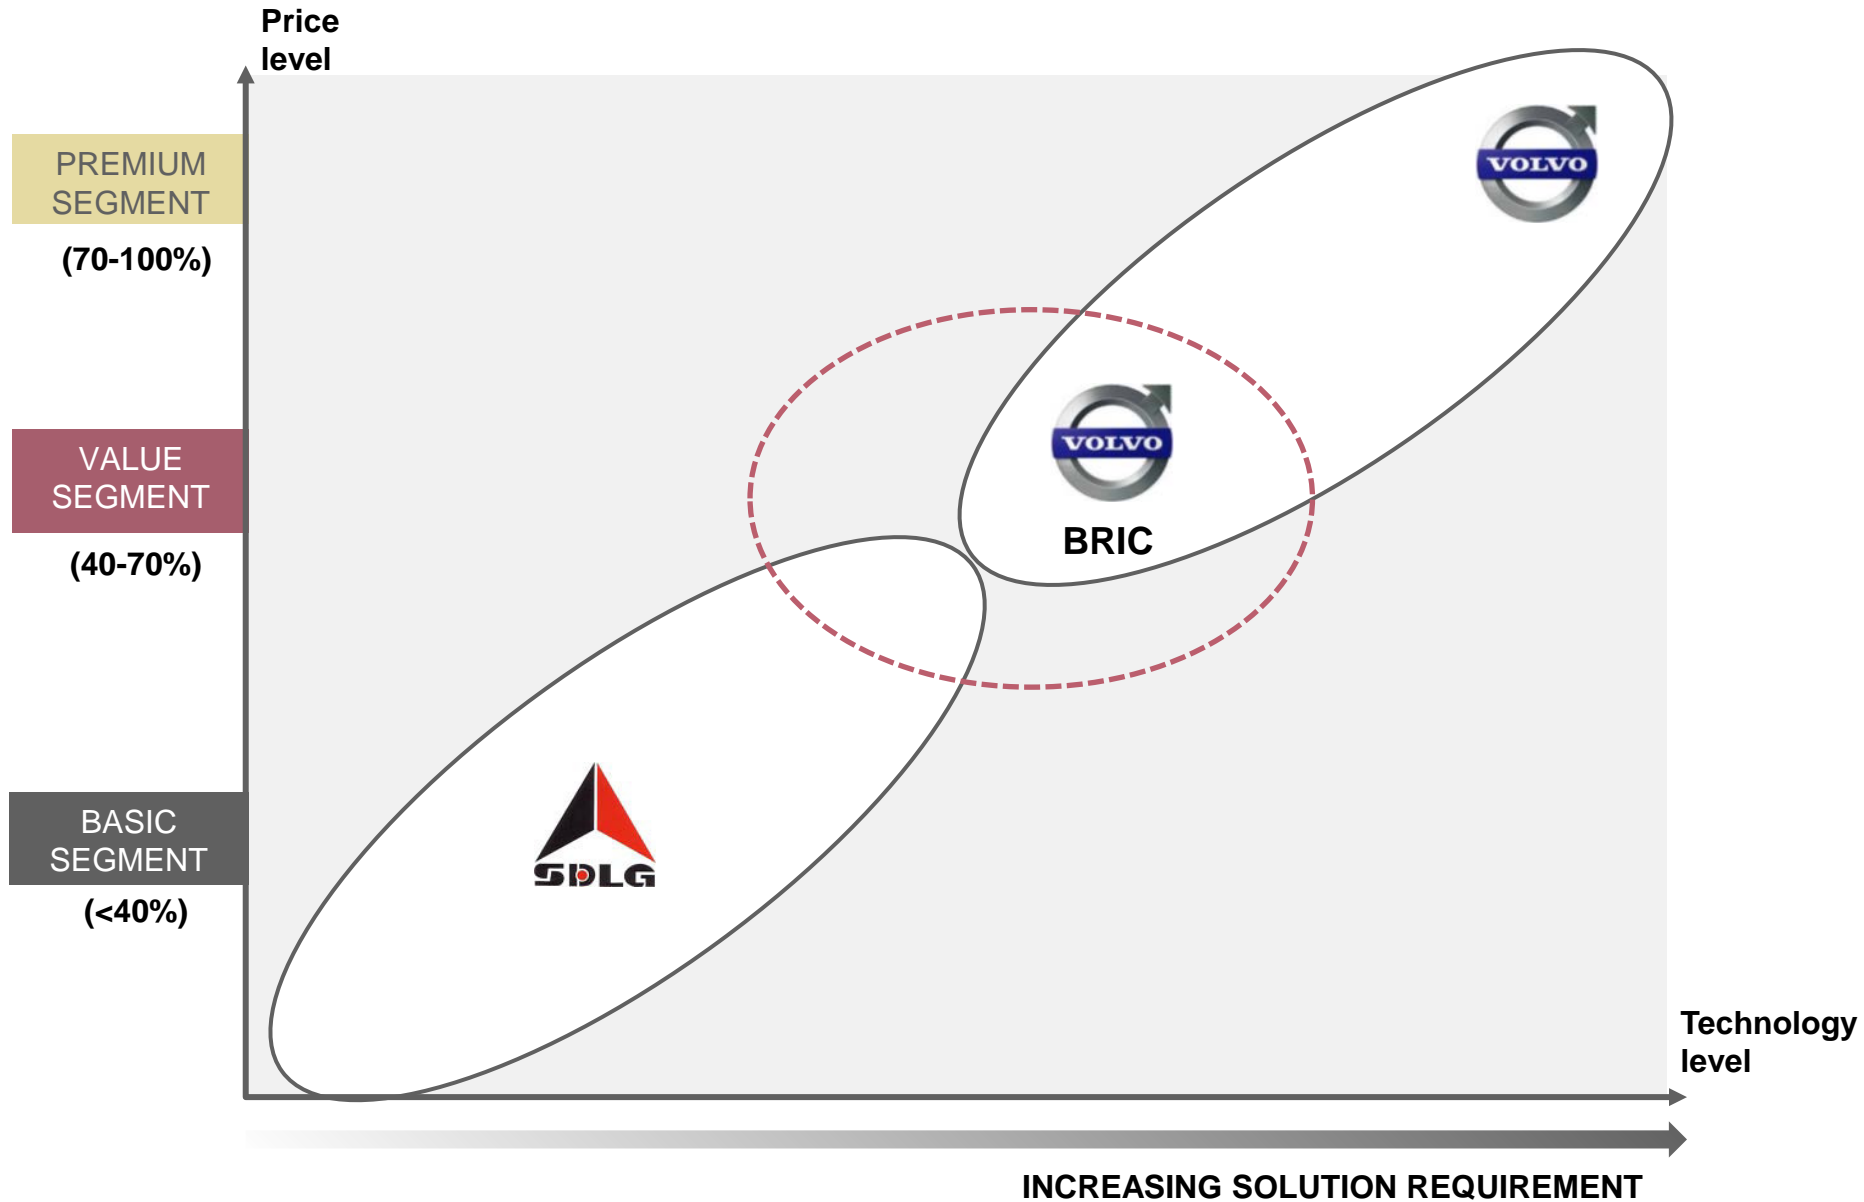 Price
level
PREMIUM
SEGMENT
(70-100%)
VOLVO
VALUE
SEGMENT
(40-70%)
VOLVO
BRIC
BASIC
SEGMENT
(<40%)
SDLG
Technology
level
INCREASING SOLUTION REQUIREMENT